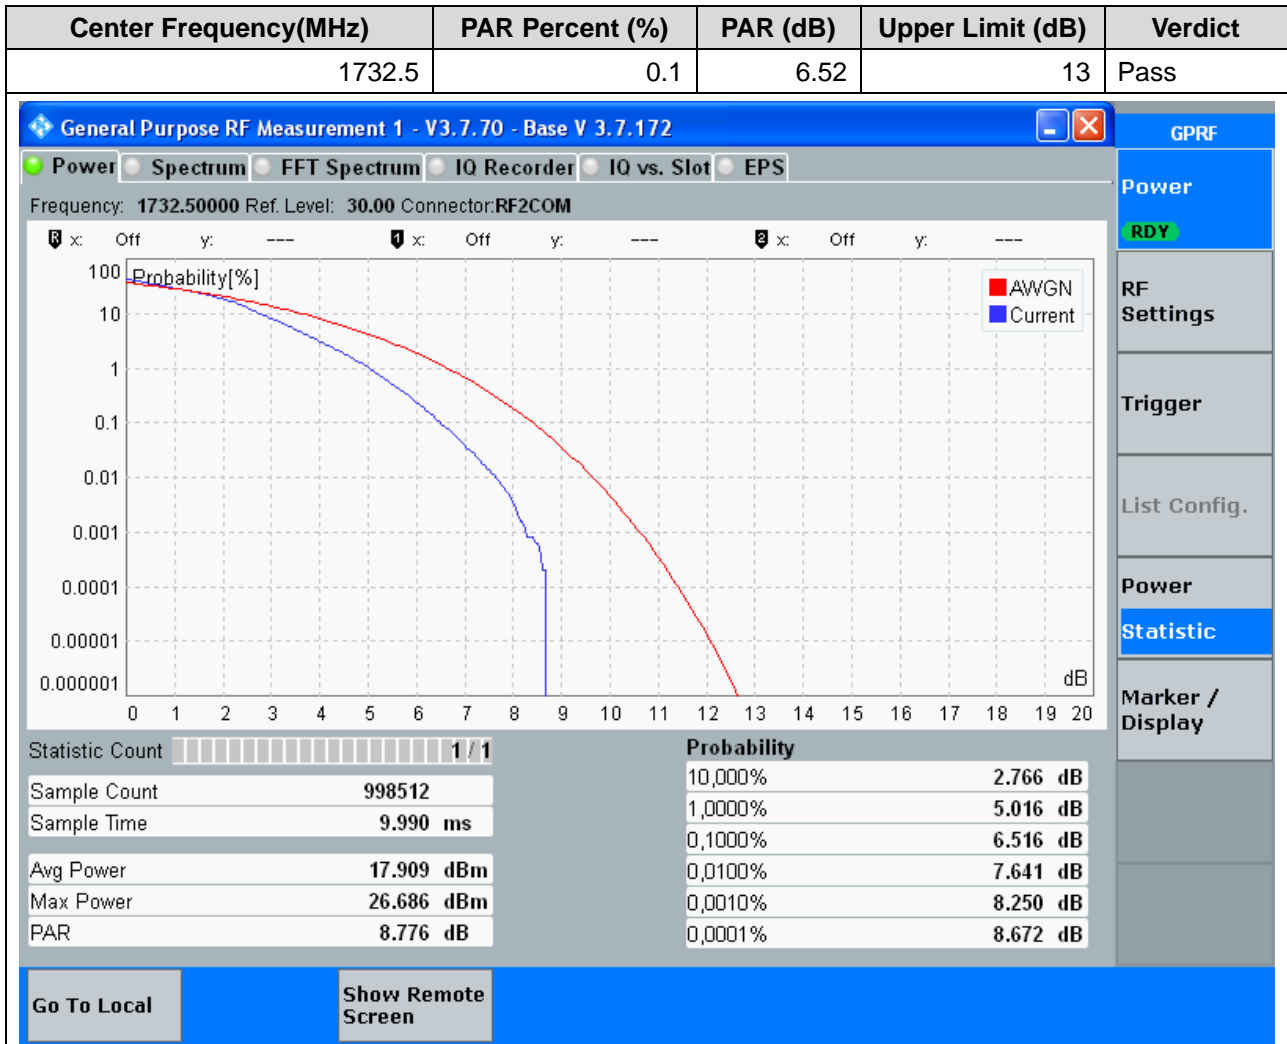 Center Frequency(MHz) PAR Percent (%) PAR (dB) Upper Limit (dB) Verdict
1732.5 0.1 6.52 13 Pass
General Purpose RF Measurement 1 - V3.7.70 - Base V 3.7.172
GPRF
Power Spectrum FFT Spectrum IQ Recorder IQ vs. Slot EPS
Frequency: 1732.50000 Ref. Level: 30.00 Connector:RF2COM
R x: Off y: --- 1 x: Off y: --- 2 x: Off y: ---
Probability[%]
AWGN
Current
100
10
1
0.1
0.01
0.001
0.0001
0.00001
0.000001
dB
0 1 2 3 4 5 6 7 8 9 10 11 12 13 14 15 16 17 18 19 20
Statistic Count 1 / 1
Sample Count 998512
Sample Time 9.990 ms
Avg Power 17.909 dBm
Max Power 26.686 dBm
PAR 8.776 dB
Probability
10,000% 2.766 dB
1,0000% 5.016 dB
0,1000% 6.516 dB
0,0100% 7.641 dB
0,0010% 8.250 dB
0,0001% 8.672 dB
Power
RDY
RF
Settings
Trigger
List Config.
Power
Statistic
Marker /
Display
Go To Local
Show Remote
Screen